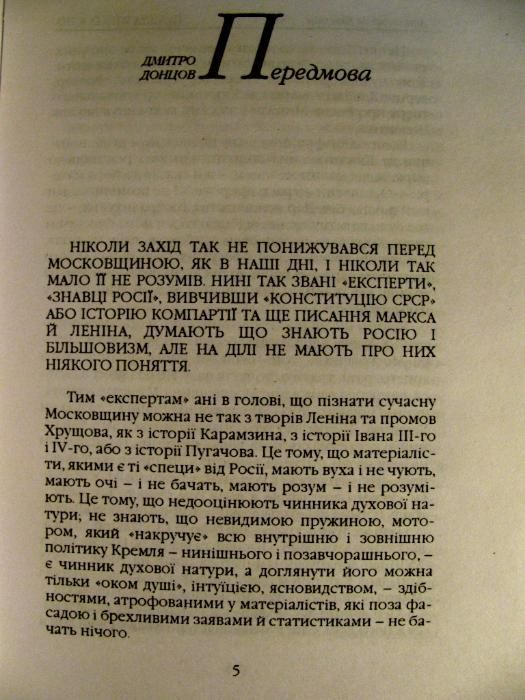 ДМИТРО
ДОНЦОВ
Передмова
НІКОЛИ ЗАХІД ТАК НЕ ПОНИЖУВАВСЯ ПЕРЕД
МОСКОВЩИНОЮ, ЯК В НАШІ ДНІ, І НІКОЛИ ТАК
МАЛО ЇЇ НЕ РОЗУМІВ. НИНІ ТАК ЗВАНІ «ЕКСПЕРТИ»,
«ЗНАВЦІ РОСІЇ», ВИВЧИВШИ «КОНСТИТУЦІЮ СРСР»
АБО ІСТОРІЮ КОМПАРТІЇ ТА ЩЕ ПИСАННЯ МАРКСА
Й ЛЕНІНА, ДУМАЮТЬ ЩО ЗНАЮТЬ РОСІЮ І
БІЛЬШОВИЗМ, АЛЕ НА ДІЛІ НЕ МАЮТЬ ПРО НИХ
НІЯКОГО ПОНЯТТЯ.
Тим «експертам» ані в голові, що пізнати сучасну
Московщину можна не так з творів Леніна та промов
Хрущова, як з історії Карамзина, з історії Івана III-го
і IV-го, або з історії Пугачова. Це тому, що матеріаліс-
ти, якими є ті «специ» від Росії, мають вуха і не чують,
мають очі – і не бачать, мають розум – і не розумі-
ють. Це тому, що недооцінюють чинника духової на-
тури; не знають, що невидимою пружиною, мото-
ром, який «накручує» всю внутрішню і зовнішню
політику Кремля – нинішнього і позавчорашнього, –
є чинник духової натури, а доглянути його можна
тільки «оком душі», інтуїцією, ясновидством, – здіб-
ностями, атрофованими у матеріалістів, які поза фа-
садою і брехливими заявами й статистиками – не ба-
чать нічого.
5